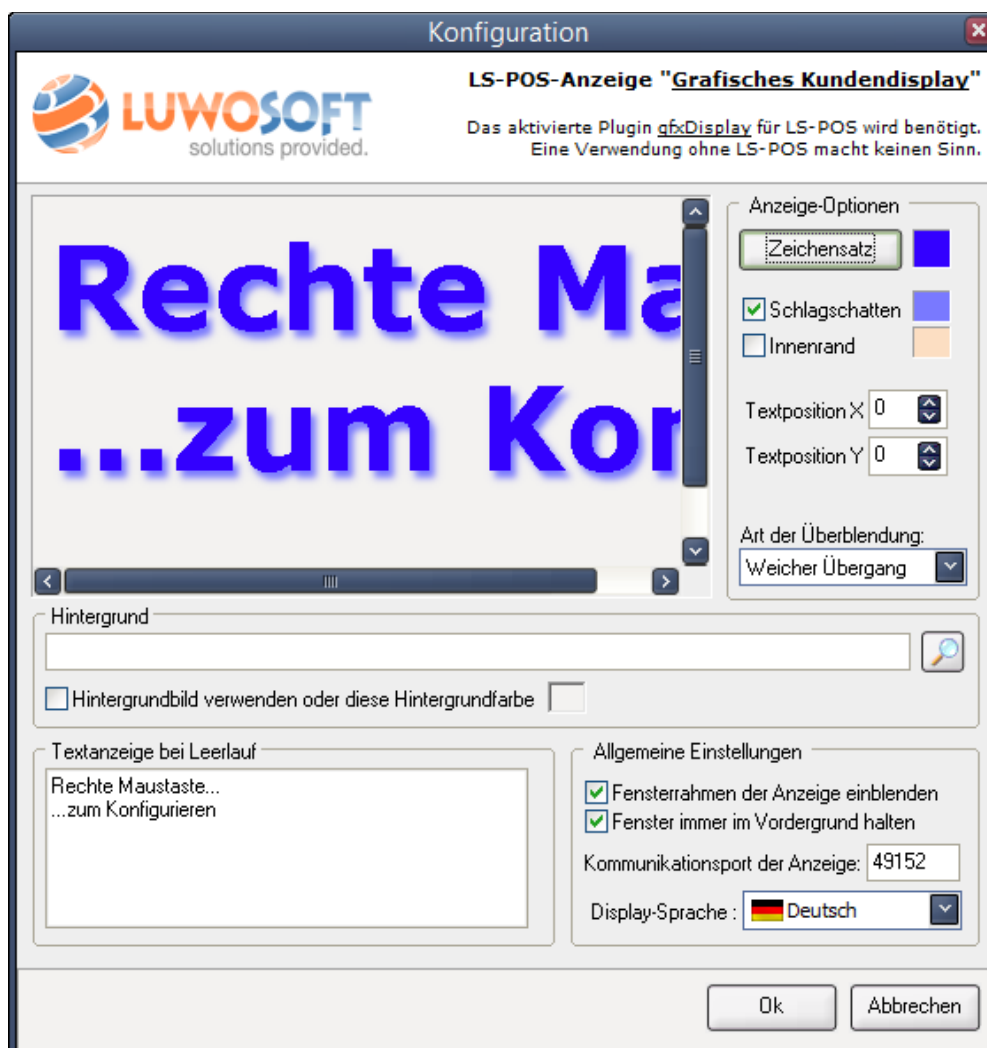 Konfiguration
LUWOSOFT
solutions provided.
LS-POS-Anzeige "Grafisches Kundendisplay"
Das aktivierte Plugin gfxDisplay für LS-POS wird benötigt.
Eine Verwendung ohne LS-POS macht keinen Sinn.
Rechte Ma
...zum Kon
Anzeige-Optionen
Zeichensatz
Schlagschatten
Innenrand
Textposition X 0
Textposition Y 0
Art der Überblendung:
Weicher Übergang
Hintergrund
Hintergrundbild verwenden oder diese Hintergrundfarbe
Textanzeige bei Leerlauf
Rechte Maustaste...
...zum Konfigurieren
Allgemeine Einstellungen
Fensterrahmen der Anzeige einblenden
Fenster immer im Vordergrund halten
Kommunikationsport der Anzeige: 49152
Display-Sprache : Deutsch
Ok
Abbrechen